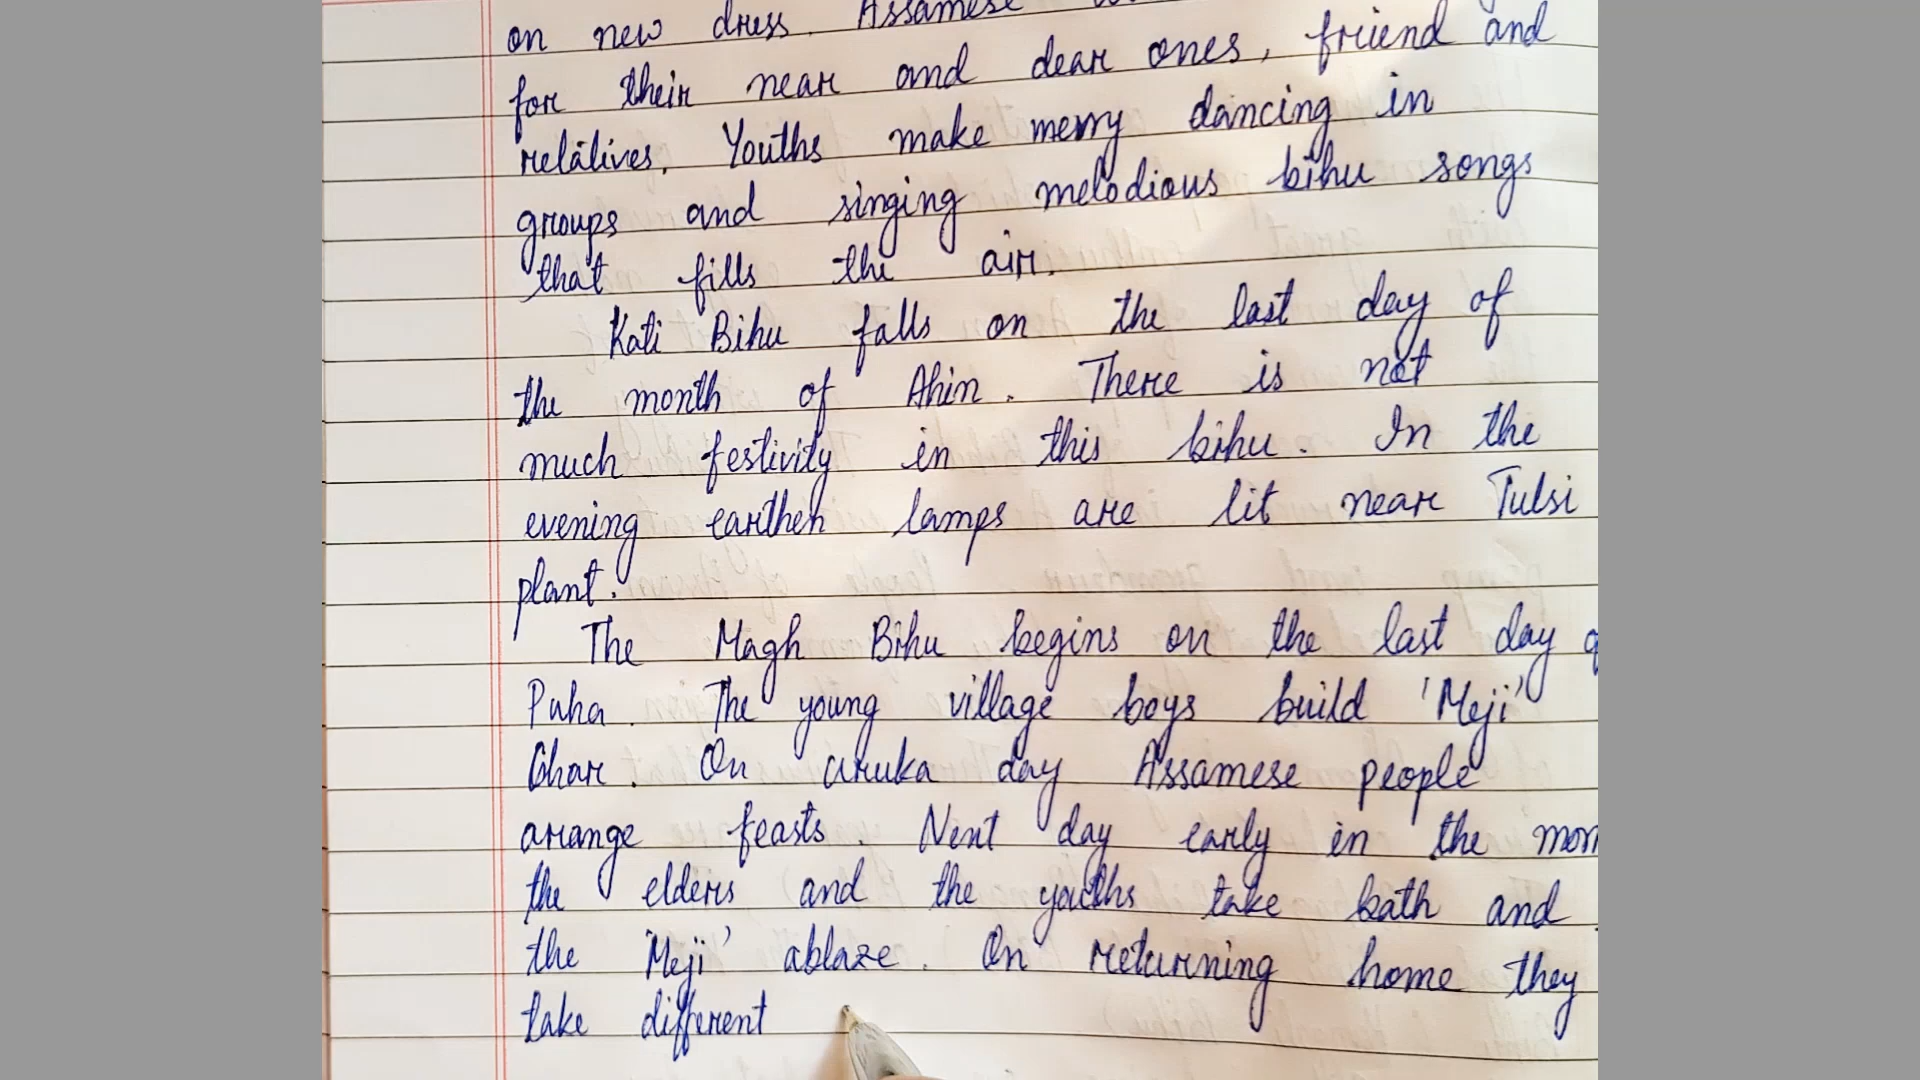 on new dress. Assamese
for their near and dear ones, friend and
relatives. Youths make merry dancing in
groups and singing melodious bihu songs
that fills the air.
Kati Bihu falls on the last day of
the month of Ahin. There is not
much festivity in this bihu. In the
evening earthen lamps are lit near Tulsi
plant.
The Magh Bihu begins on the last day
Puha. The young village boys build 'Meji'
Ghar. On uruka day Assamese people
arange feasts. Next day early in the morn
the elders and the youths take bath and
the 'Meji' ablaze. On returning home they
take different